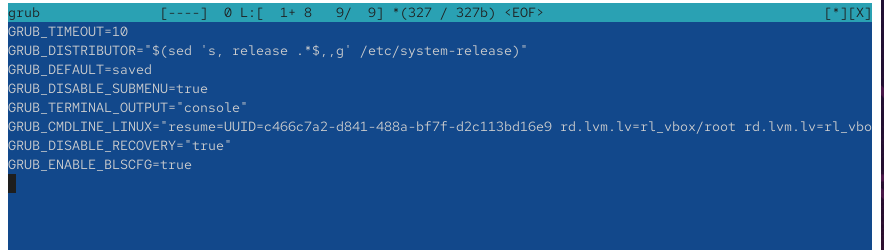 grub [----] 0 L:[ 1+ 8 9/ 9] *(327 / 327b) <EOF> [*][X]
GRUB_TIMEOUT=10
GRUB_DISTRIBUTOR="$(sed 's, release .*$,,g' /etc/system-release)"
GRUB_DEFAULT=saved
GRUB_DISABLE_SUBMENU=true
GRUB_TERMINAL_OUTPUT="console"
GRUB_CMDLINE_LINUX="resume=UUID=c466c7a2-d841-488a-bf7f-d2c113bd16e9 rd.lvm.lv=rl_vbox/root rd.lvm.lv=rl_vbo
GRUB_DISABLE_RECOVERY="true"
GRUB_ENABLE_BLSCFG=true